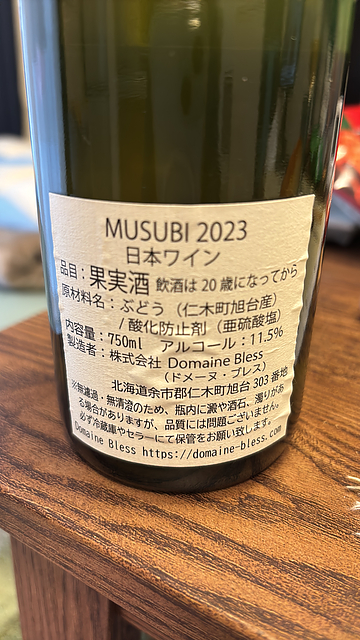 MUSUBI 2023
日本ワイン
品目：果実酒 飲酒は20歳になってから
原材料名：ぶどう（仁木町旭台産）
/ 酸化防止剤（亜硫酸塩）
内容量：750ml アルコール：11.5%
製造者：株式会社 Domaine Bless
（ドメーヌ・ブレス）
北海道余市郡仁木町旭台 303 番地
※無濾過・無清澄のため、瓶内に澱や酒石、濁りがあ
る場合がありますが、品質には問題ございません。
必ず冷蔵庫やセラーにて保管をお願い致します。
Domaine Bless https://domaine-bless.com